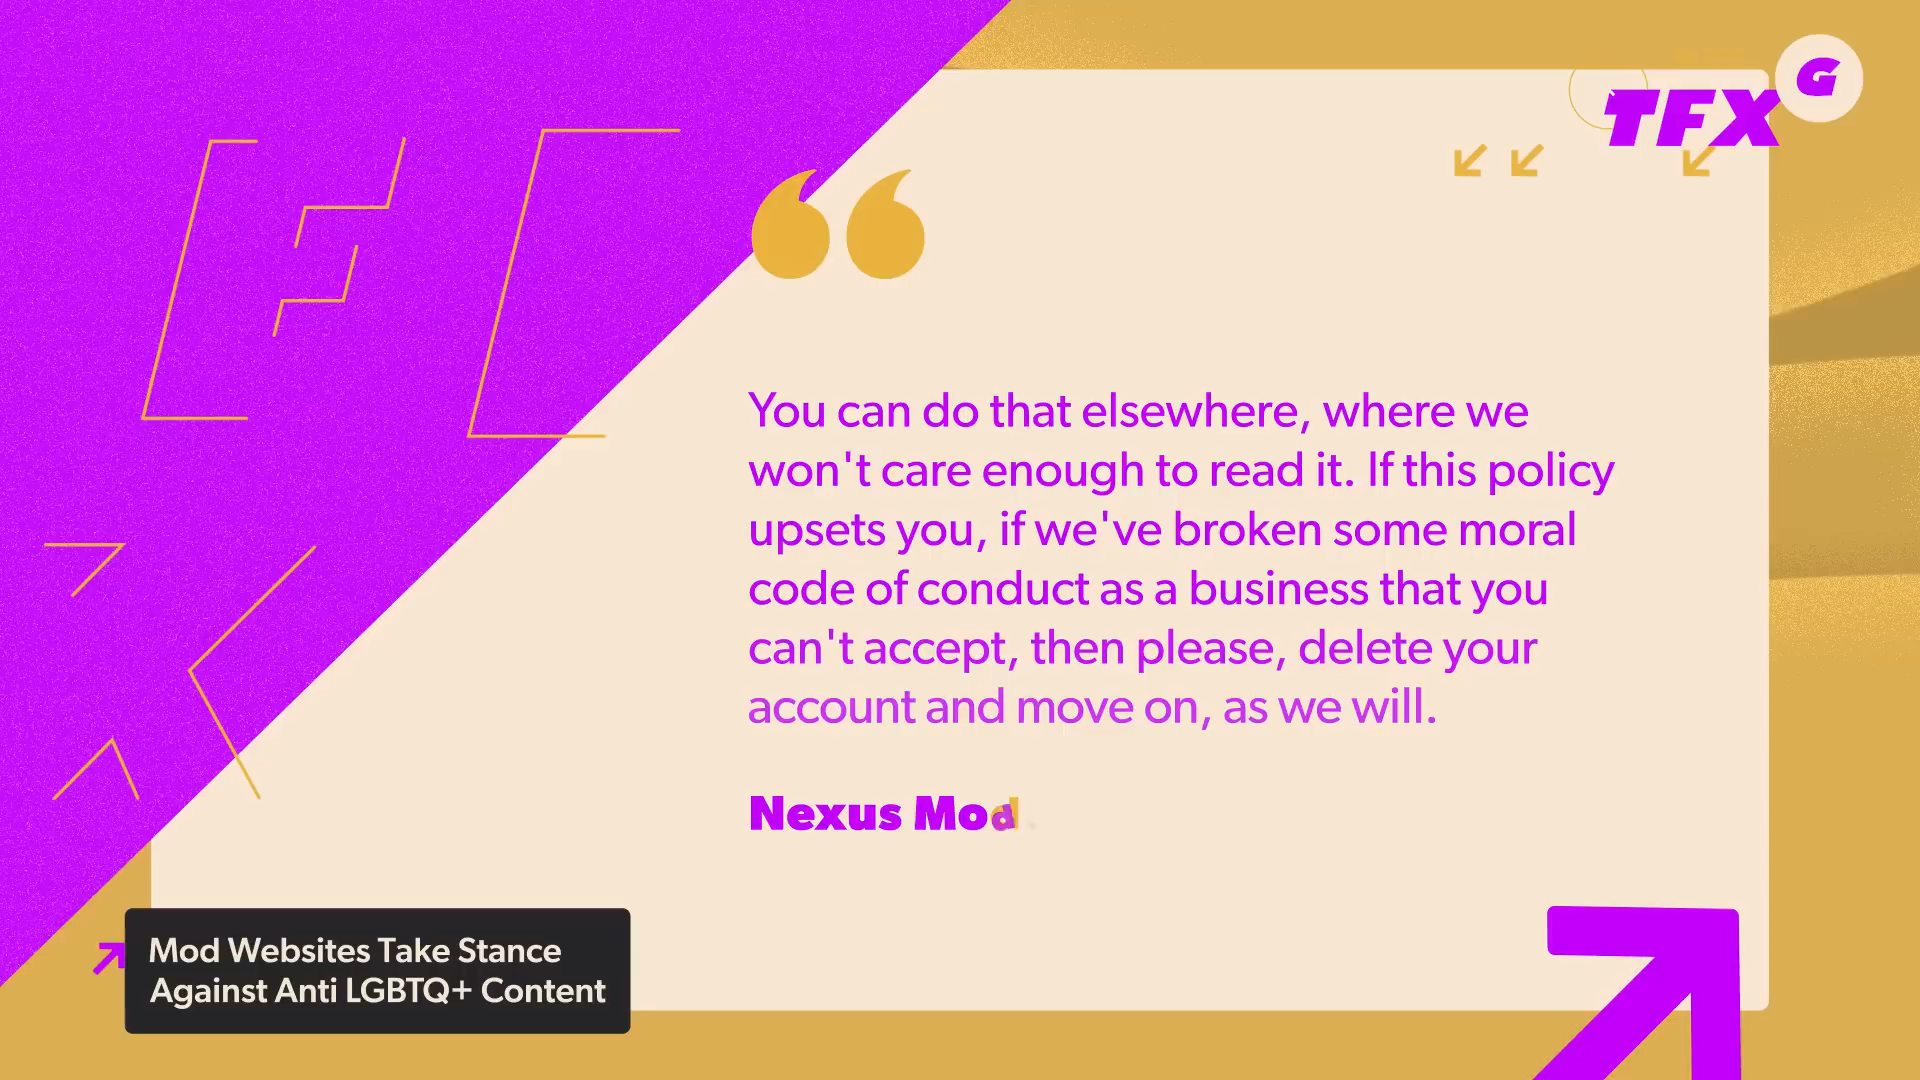 TFX
G
You can do that elsewhere, where we
won't care enough to read it. If this policy
upsets you, if we've broken some moral
code of conduct as a business that you
can't accept, then please, delete your
account and move on, as we will.
Nexus Mod
Mod Websites Take Stance
Against Anti LGBTQ+ Content